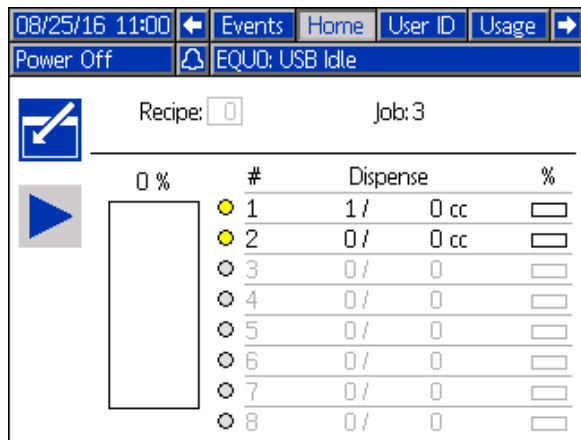 08/25/16 11:00 Events Home User ID Usage
Power Off EQU0: USB Idle
Recipe: 0 Job: 3
0 % # Dispense %
1 1 / 0 cc
2 0 / 0 cc
3 0 / 0
4 0 / 0
5 0 / 0
6 0 / 0
7 0 / 0
8 0 / 0